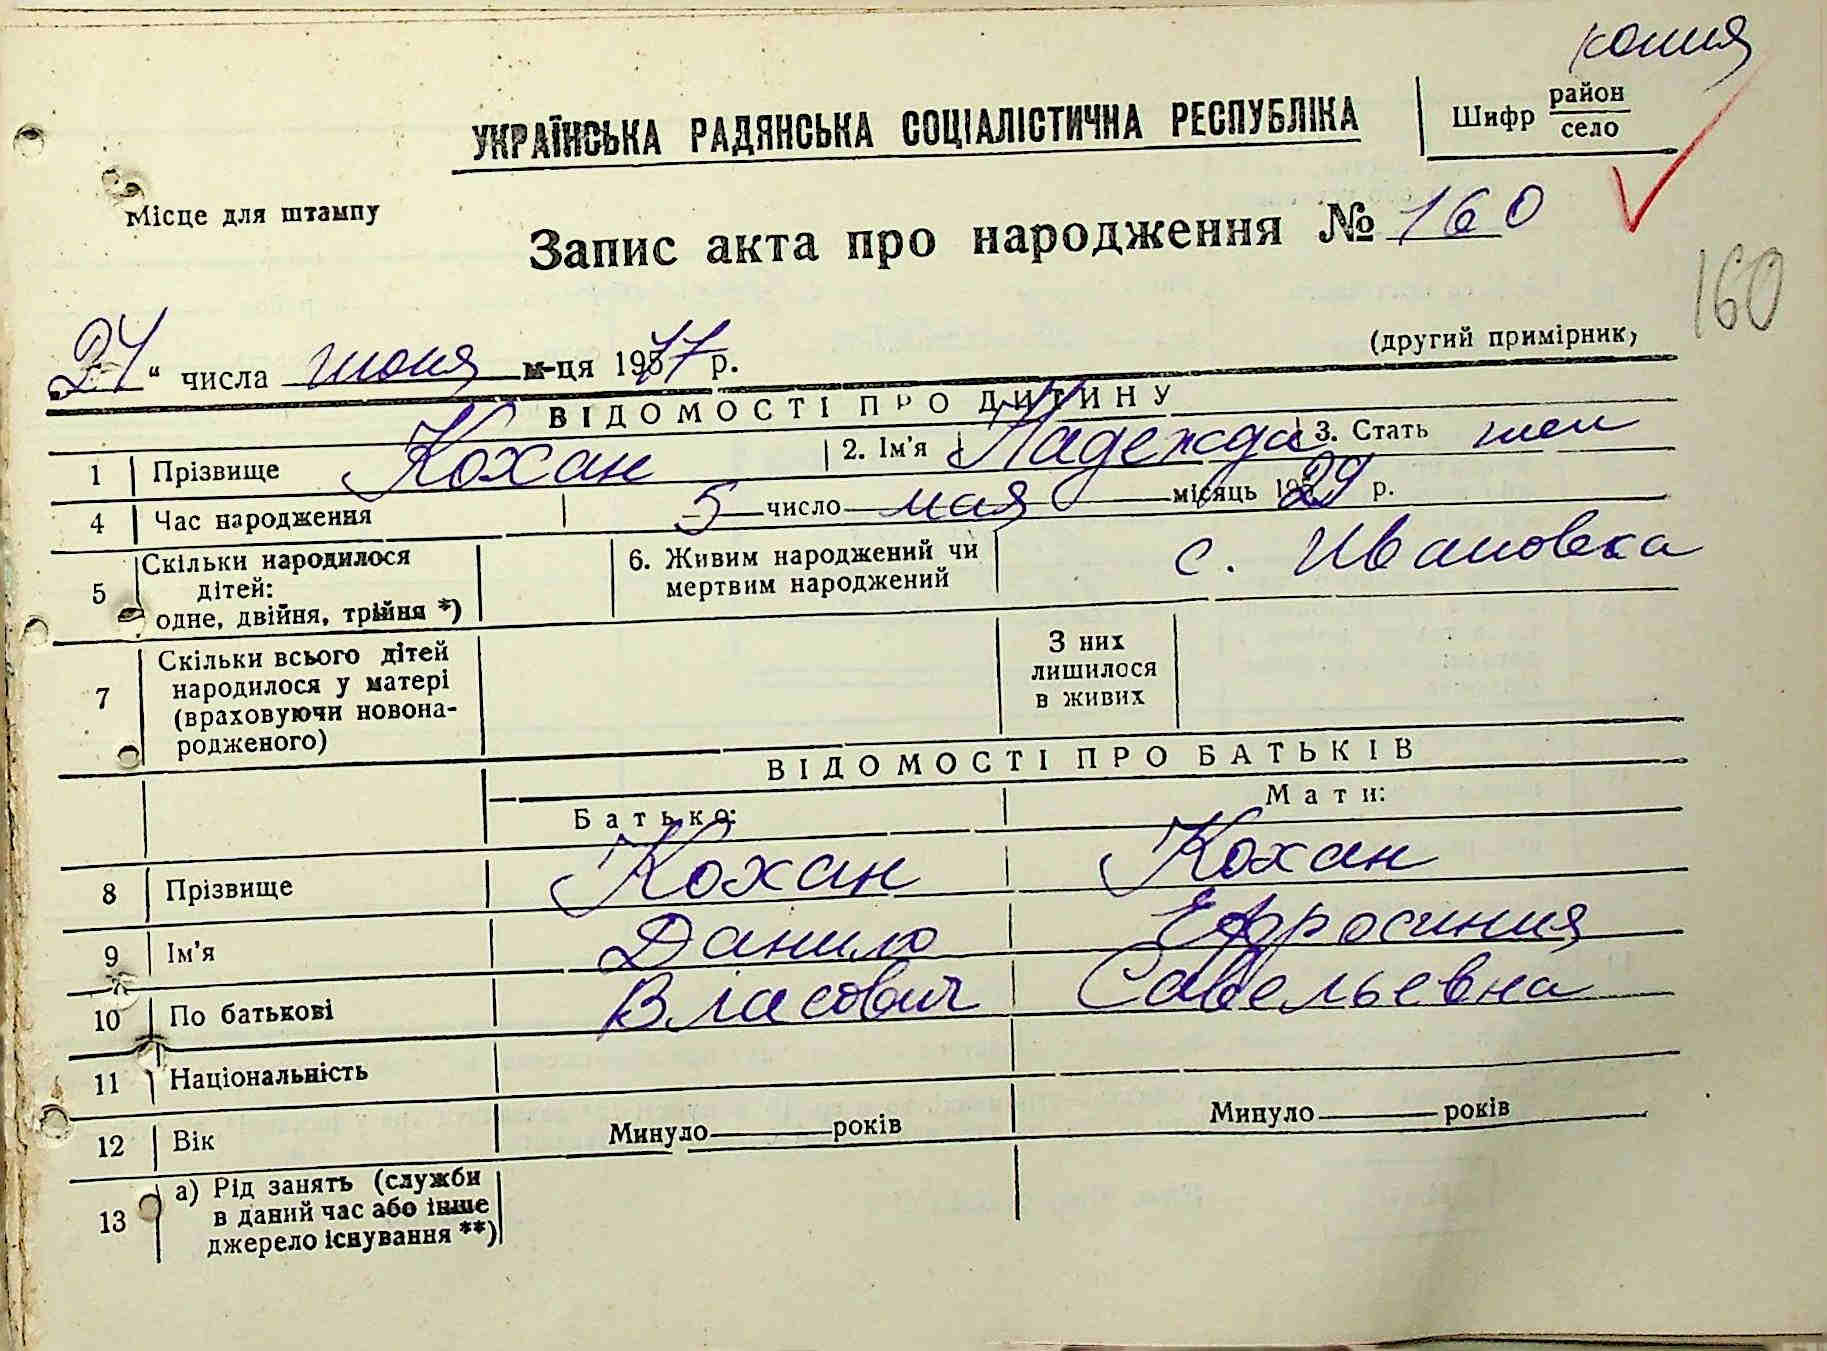 копия
УКРАЇНСЬКА РАДЯНСЬКА СОЦІАЛІСТИЧНА РЕСПУБЛІКА
Шифр район
село
Місце для штампу
Запис акта про народження № 160
160
(другий примірник)
"24" числа июня м-ця 1977 р.
ВІДОМОСТІ ПРО ДИТИНУ
1 Прізвище Кохан 2. Ім'я Надежда 3. Стать жен
4 Час народження 5 число мая місяць 1929 р.
5 Скільки народилося
дітей:
одне, двійня, трійня *)
6. Живим народжений чи
мертвим народжений
с. Ивановка
7 Скільки всього дітей
народилося у матері
(враховуючи новона-
родженого)
З них
лишилося
в живих
ВІДОМОСТІ ПРО БАТЬКІВ
Батько: Мати:
8 Прізвище Кохан Кохан
9 Ім'я Данило Ефросиния
10 По батькові Власович Савельевна
11 Національність
12 Вік Минуло років Минуло років
13 а) Рід занять (служби
в даний час або інше
джерело існування **)